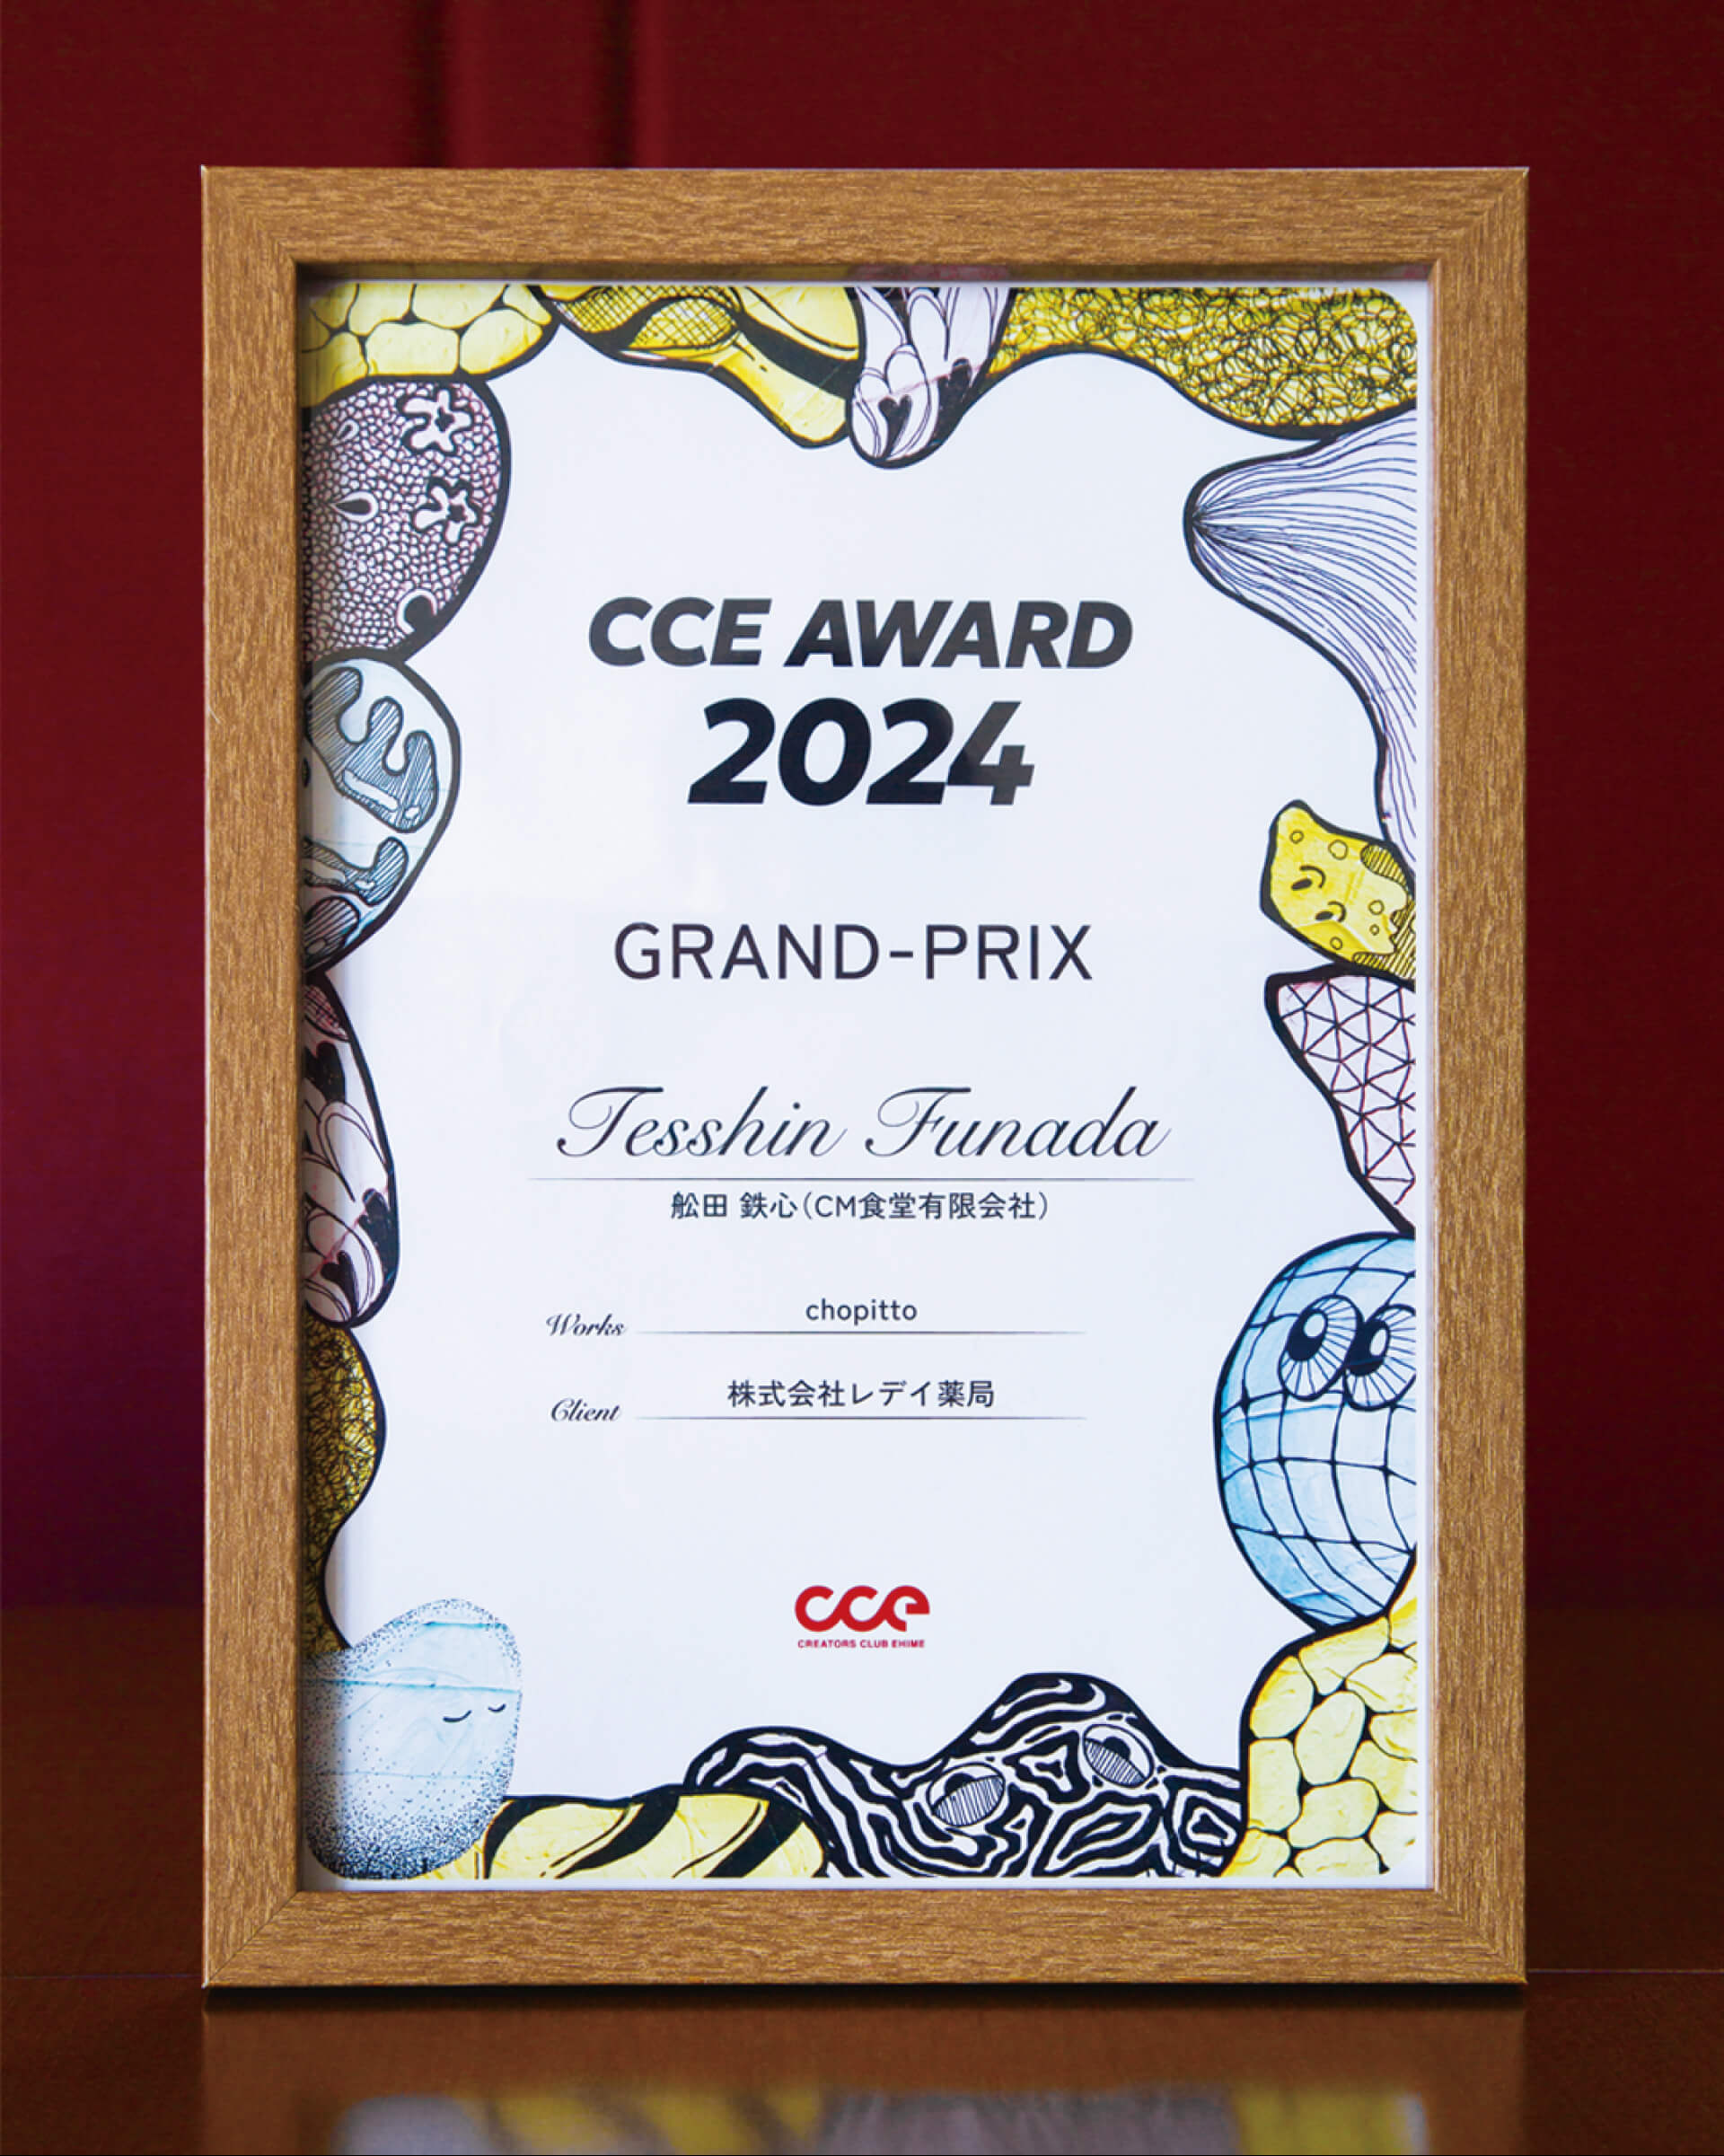 CCE AWARD
2024
GRAND-PRIX
Tesshin Funada
舩田 鉄心（CM食堂有限会社）
Works chopitto
Client 株式会社レデイ薬局
cce
CREATORS CLUB EHIME